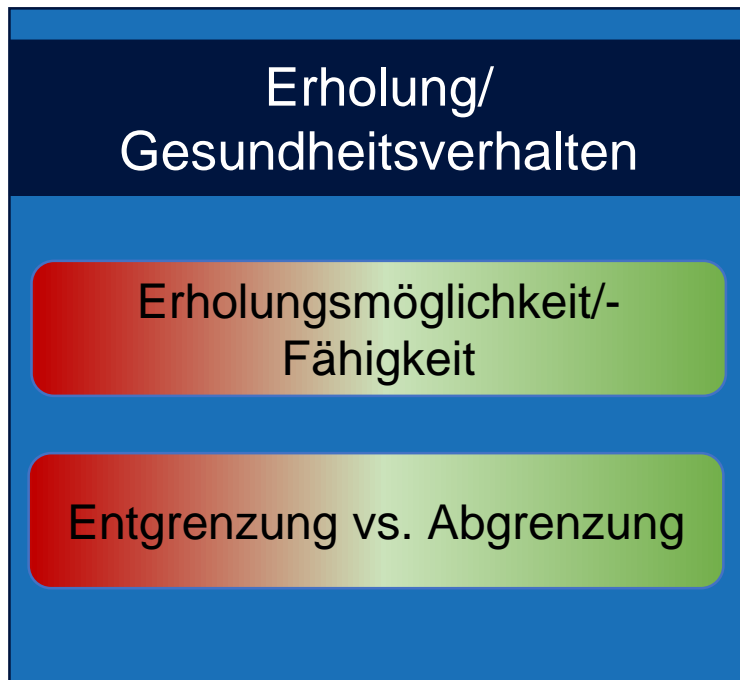 Erholung/
Gesundheitsverhalten
Erholungsmöglichkeit/-
Fähigkeit
Entgrenzung vs. Abgrenzung